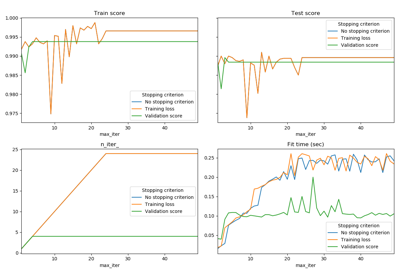 Train score
1.000
0.995
0.990
0.985
0.980
0.975
Stopping criterion
No stopping criterion
Training loss
Validation score
10
20
30
40
max_iter
Test score
Stopping criterion
No stopping criterion
Training loss
Validation score
10
20
30
40
max_iter
n_iter_
25
20
15
10
5
0
Stopping criterion
No stopping criterion
Training loss
Validation score
10
20
30
40
max_iter
Fit time (sec)
0.25
0.20
0.15
0.10
0.05
Stopping criterion
No stopping criterion
Training loss
Validation score
10
20
30
40
max_iter